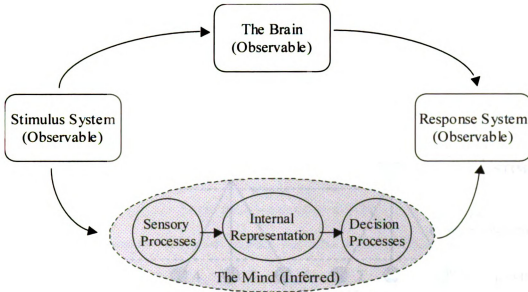 The Brain
(Observable)
Stimulus System
(Observable)
Response System
(Observable)
Sensory
Processes
Internal
Representation
Decision
Processes
The Mind (Inferred)